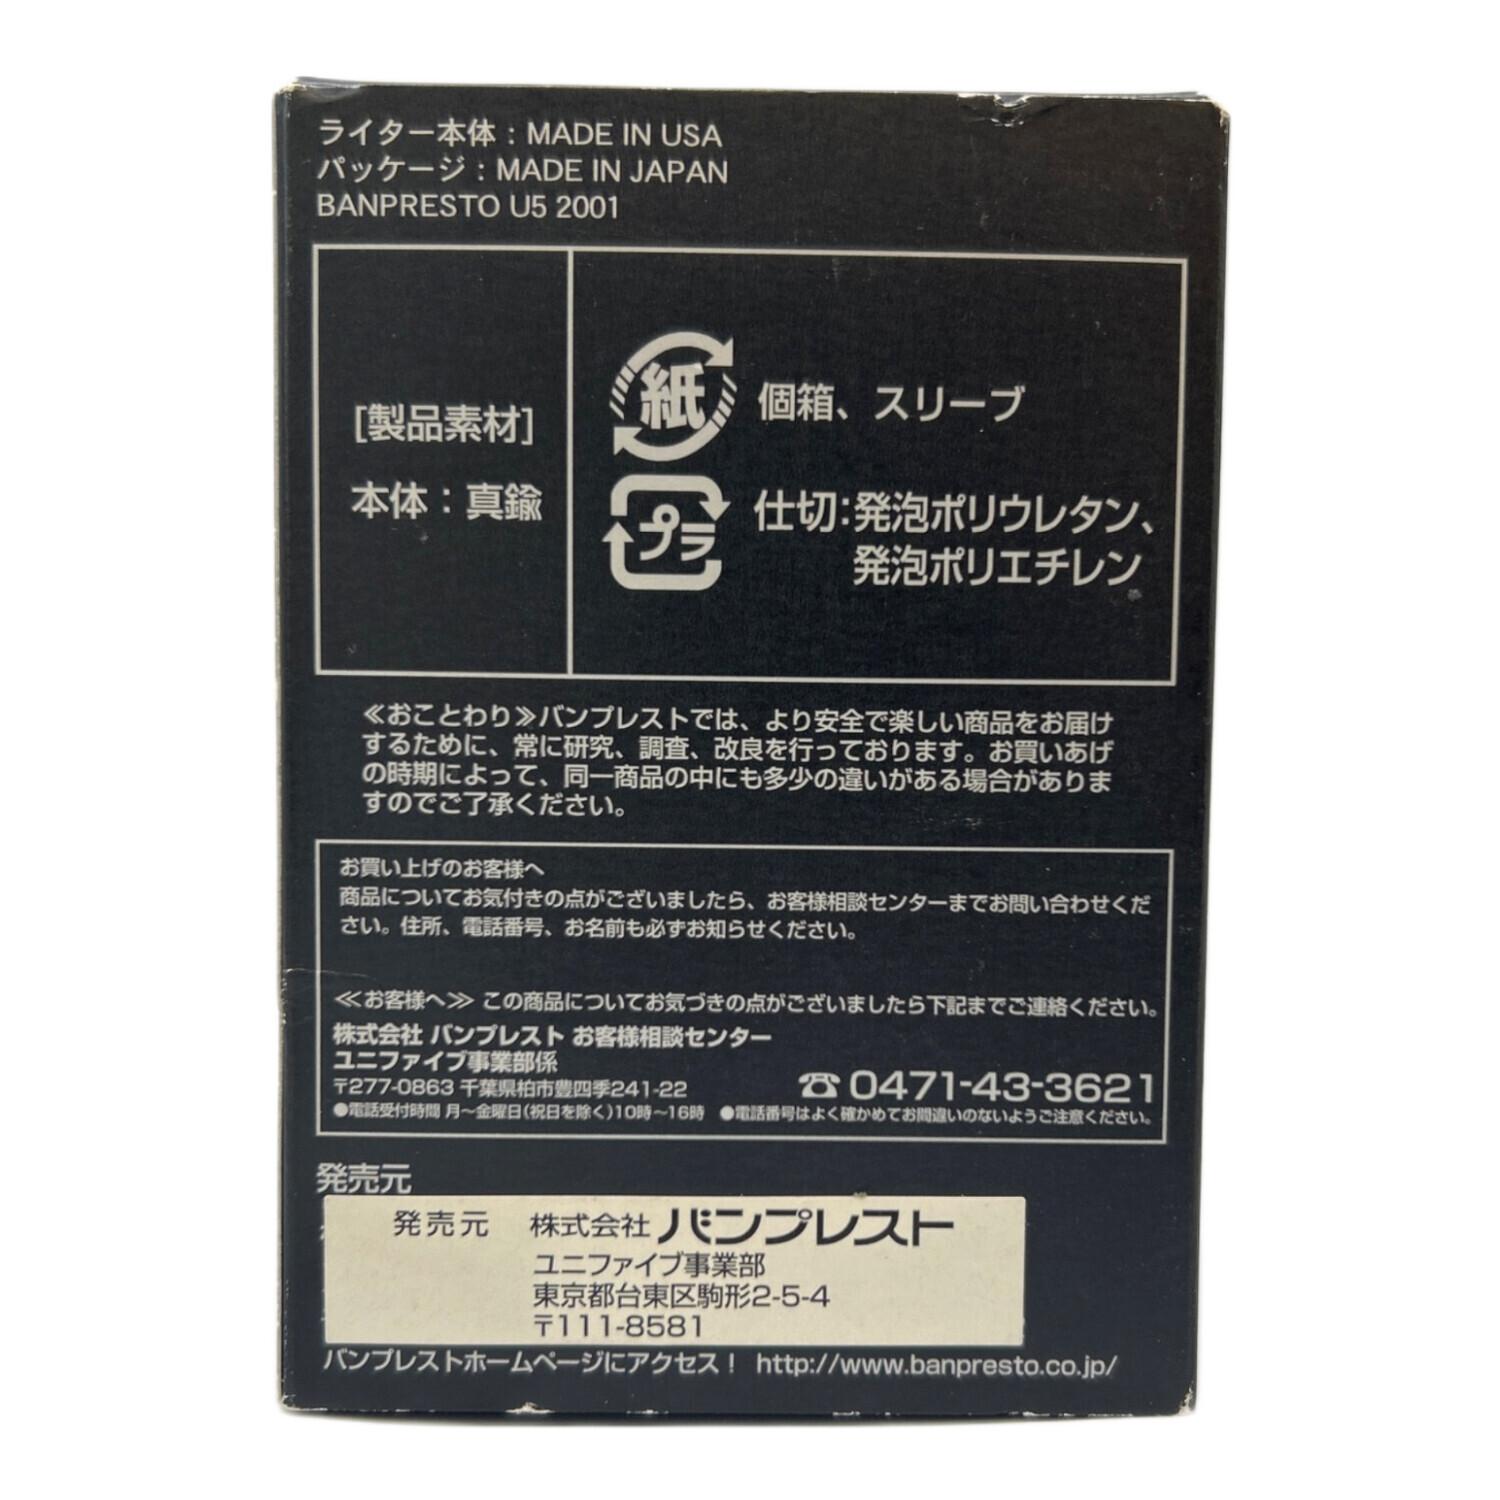 ライター本体：MADE IN USA
パッケージ：MADE IN JAPAN
BANPRESTO U5 2001
[製品素材]
本体：真鍮
紙 個箱、スリーブ
プラ 仕切：発泡ポリウレタン、
発泡ポリエチレン
≪おことわり≫バンプレストでは、より安全で楽しい商品をお届け
するために、常に研究、調査、改良を行っております。お買いあげ
の時期によって、同一商品の中にも多少の違いがある場合がありま
すのでご了承ください。
お買い上げのお客様へ
商品についてお気付きの点がございましたら、お客様相談センターまでお問い合わせくだ
さい。住所、電話番号、お名前も必ずお知らせください。
≪お客様へ≫ この商品についてお気づきの点がございましたら下記までご連絡ください。
株式会社 バンプレスト お客様相談センター
ユニファイブ事業部係
〒277-0863 千葉県柏市豊四季241-22
☎0471-43-3621
●電話受付時間 月〜金曜日(祝日を除く)10時〜16時 ●電話番号はよく確かめてお間違いのないようご注意ください。
発売元
発売元 株式会社バンプレスト
ユニファイブ事業部
東京都台東区駒形2-5-4
〒111-8581
バンプレストホームページにアクセス！ http://www.banpresto.co.jp/